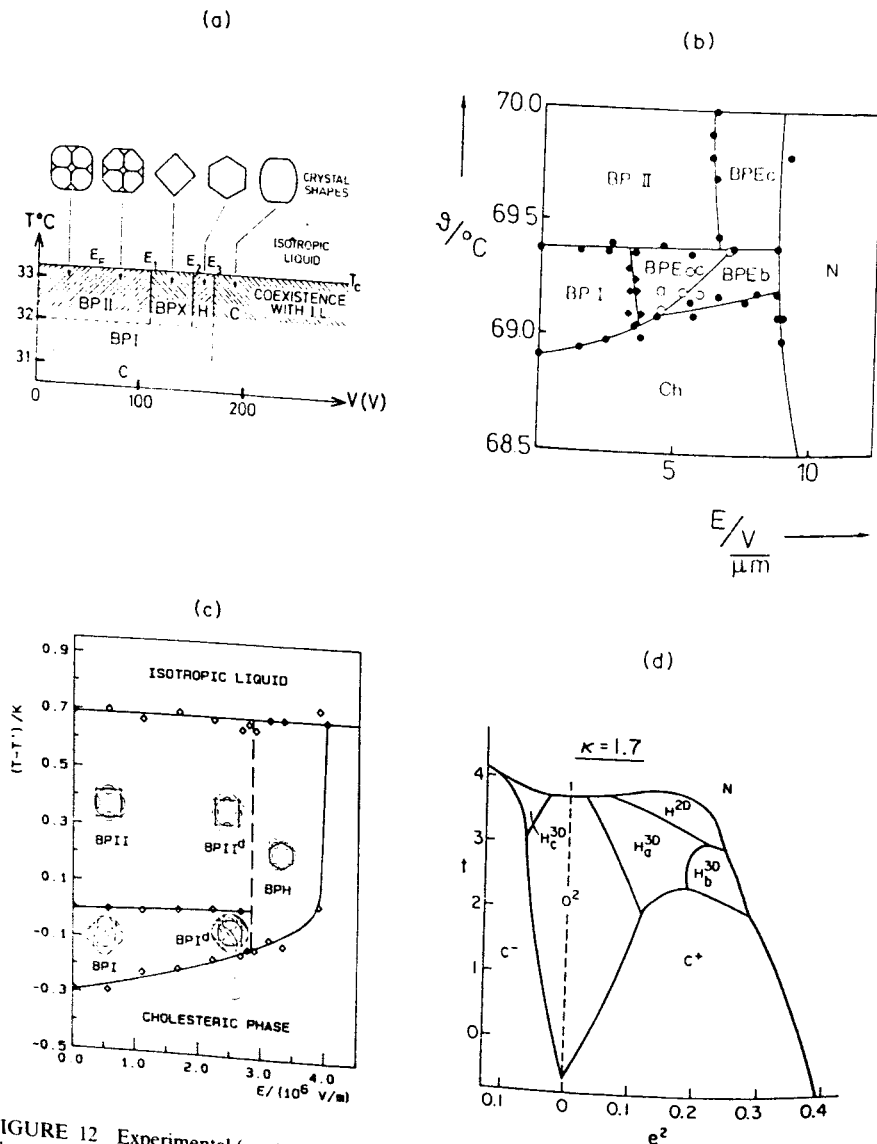 (a)
CRYSTAL
SHAPES
T°C
ISOTROPIC
LIQUID
E_F
E_1
E_2
E_3
T_c
33
32
31
BP II
BPX
H
C
COEXISTENCE
WITH I.L
BPI
C
0
100
200
V(V)
(b)
70.0
69.5
69.0
68.5
ϑ/°C
BP II
BPEc
BPE
a
BPEb
BP I
N
Ch
5
10
E/V
μm
(c)
0.9
0.7
0.5
0.3
0.1
-0.1
-0.3
-0.5
(T-T')/K
ISOTROPIC LIQUID
BPII
BPII^d
BPH
BPI
BPI^d
CHOLESTERIC PHASE
0.0
1.0
2.0
3.0
4.0
E/(10^6 V/m)
(d)
κ = 1.7
4
3
t
2
1
0
N
H^2D
H_c^3D
H_a^3D
H_b^3D
O^2
C^-
C^+
0.1
0
0.1
0.2
0.3
0.4
e^2
IGURE 12 Experimental